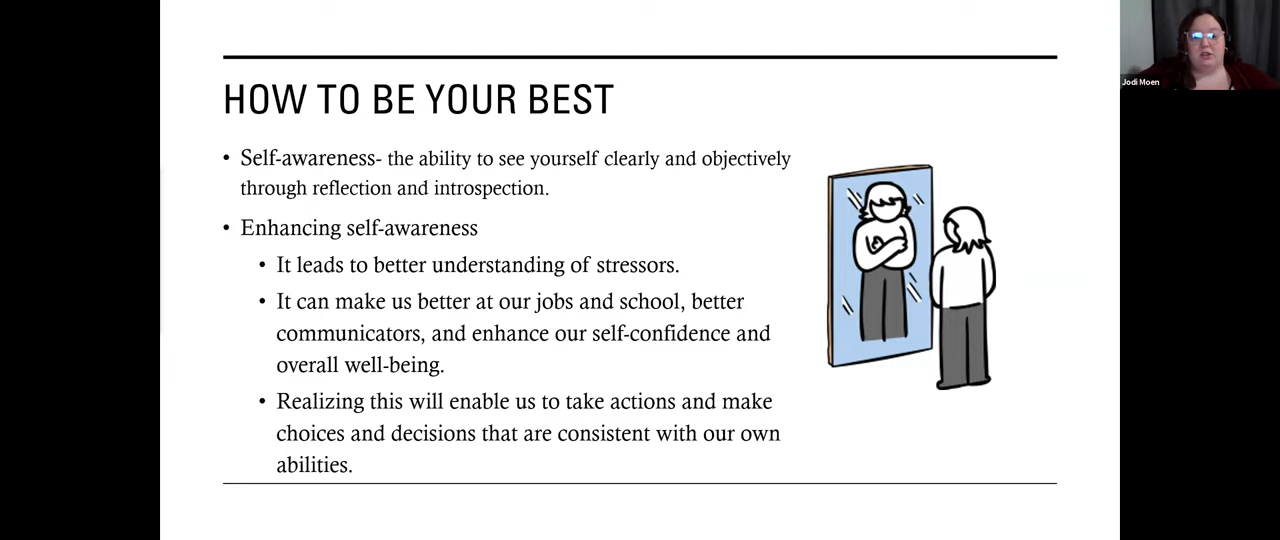 HOW TO BE YOUR BEST
• Self-awareness- the ability to see yourself clearly and objectively
through reflection and introspection.
• Enhancing self-awareness
• It leads to better understanding of stressors.
• It can make us better at our jobs and school, better
communicators, and enhance our self-confidence and
overall well-being.
• Realizing this will enable us to take actions and make
choices and decisions that are consistent with our own
abilities.
Jodi Moen